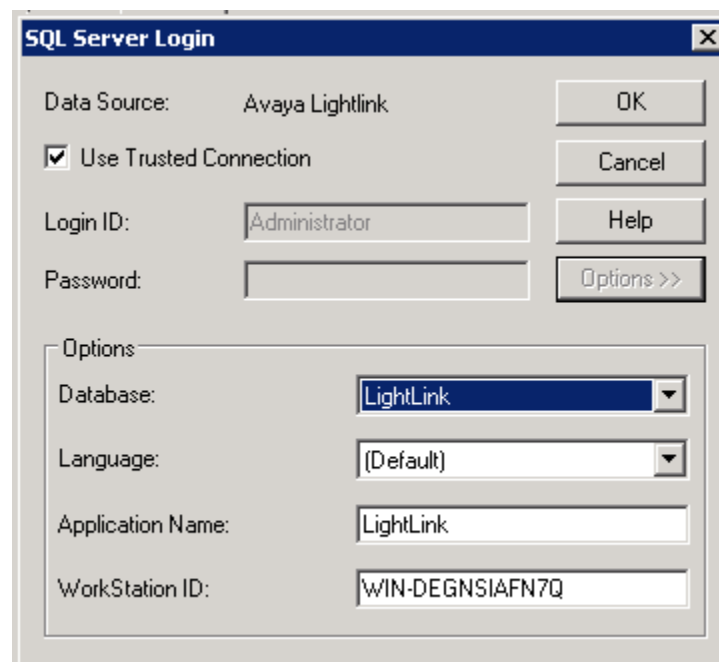 SQL Server Login
Data Source: Avaya Lightlink OK
Use Trusted Connection Cancel
Login ID: Administrator Help
Password: Options >>
Options
Database: LightLink
Language: (Default)
Application Name: LightLink
WorkStation ID: WIN-DEGNSIAFN7Q